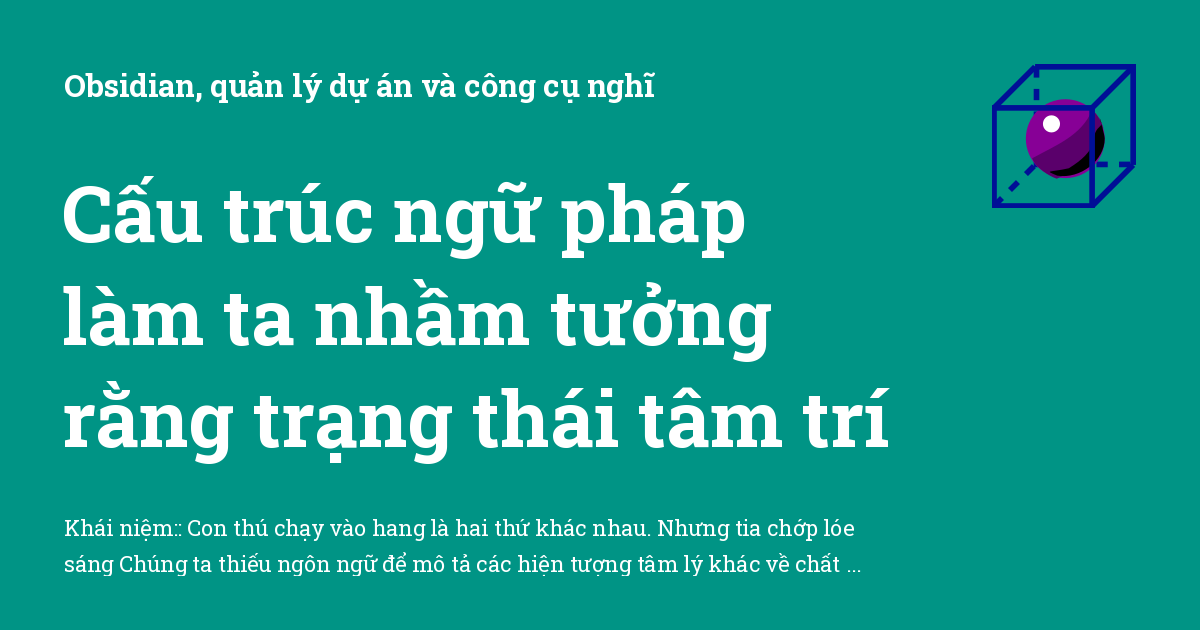 Obsidian, quản lý dự án và công cụ nghĩ
Cấu trúc ngữ pháp
làm ta nhầm tưởng
rằng trạng thái tâm trí
Khái niệm:: Con thú chạy vào hang là hai thứ khác nhau. Nhưng tia chớp lóe
sáng Chúng ta thiếu ngôn ngữ để mô tả các hiện tượng tâm lý khác về chất ...